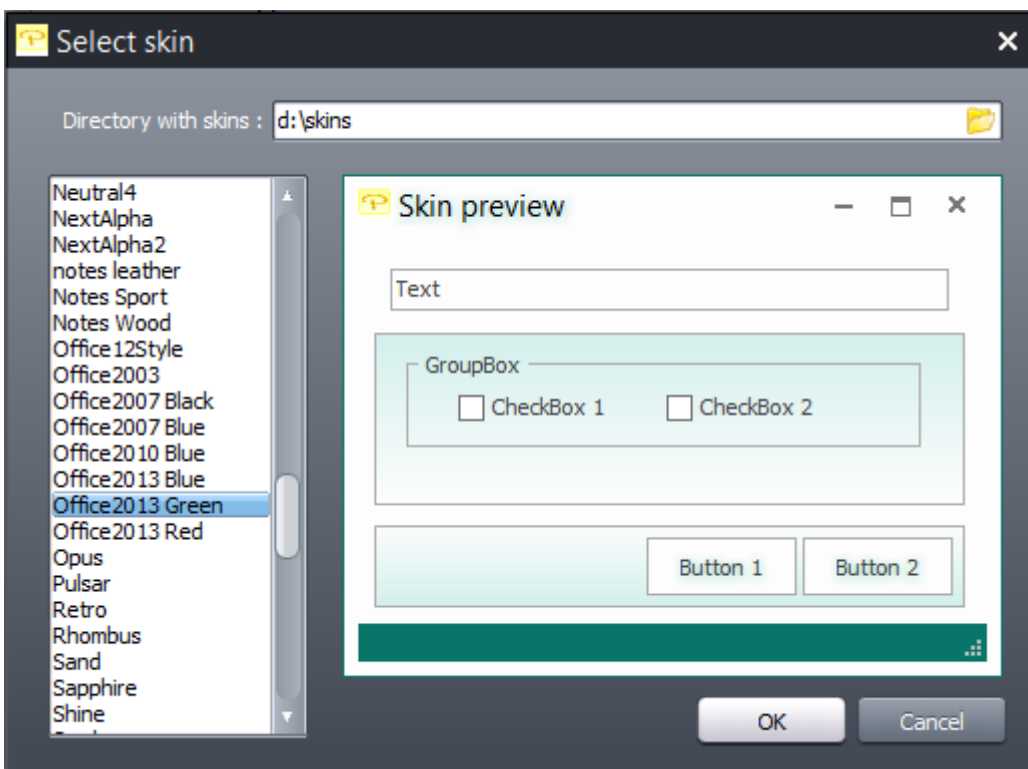 Select skin
Directory with skins : d:\skins
Neutral4
NextAlpha
NextAlpha2
notes leather
Notes Sport
Notes Wood
Office12Style
Office2003
Office2007 Black
Office2007 Blue
Office2010 Blue
Office2013 Blue
Office2013 Green
Office2013 Red
Opus
Pulsar
Retro
Rhombus
Sand
Sapphire
Shine
Skin preview
Text
GroupBox
CheckBox 1 CheckBox 2
Button 1 Button 2
OK Cancel